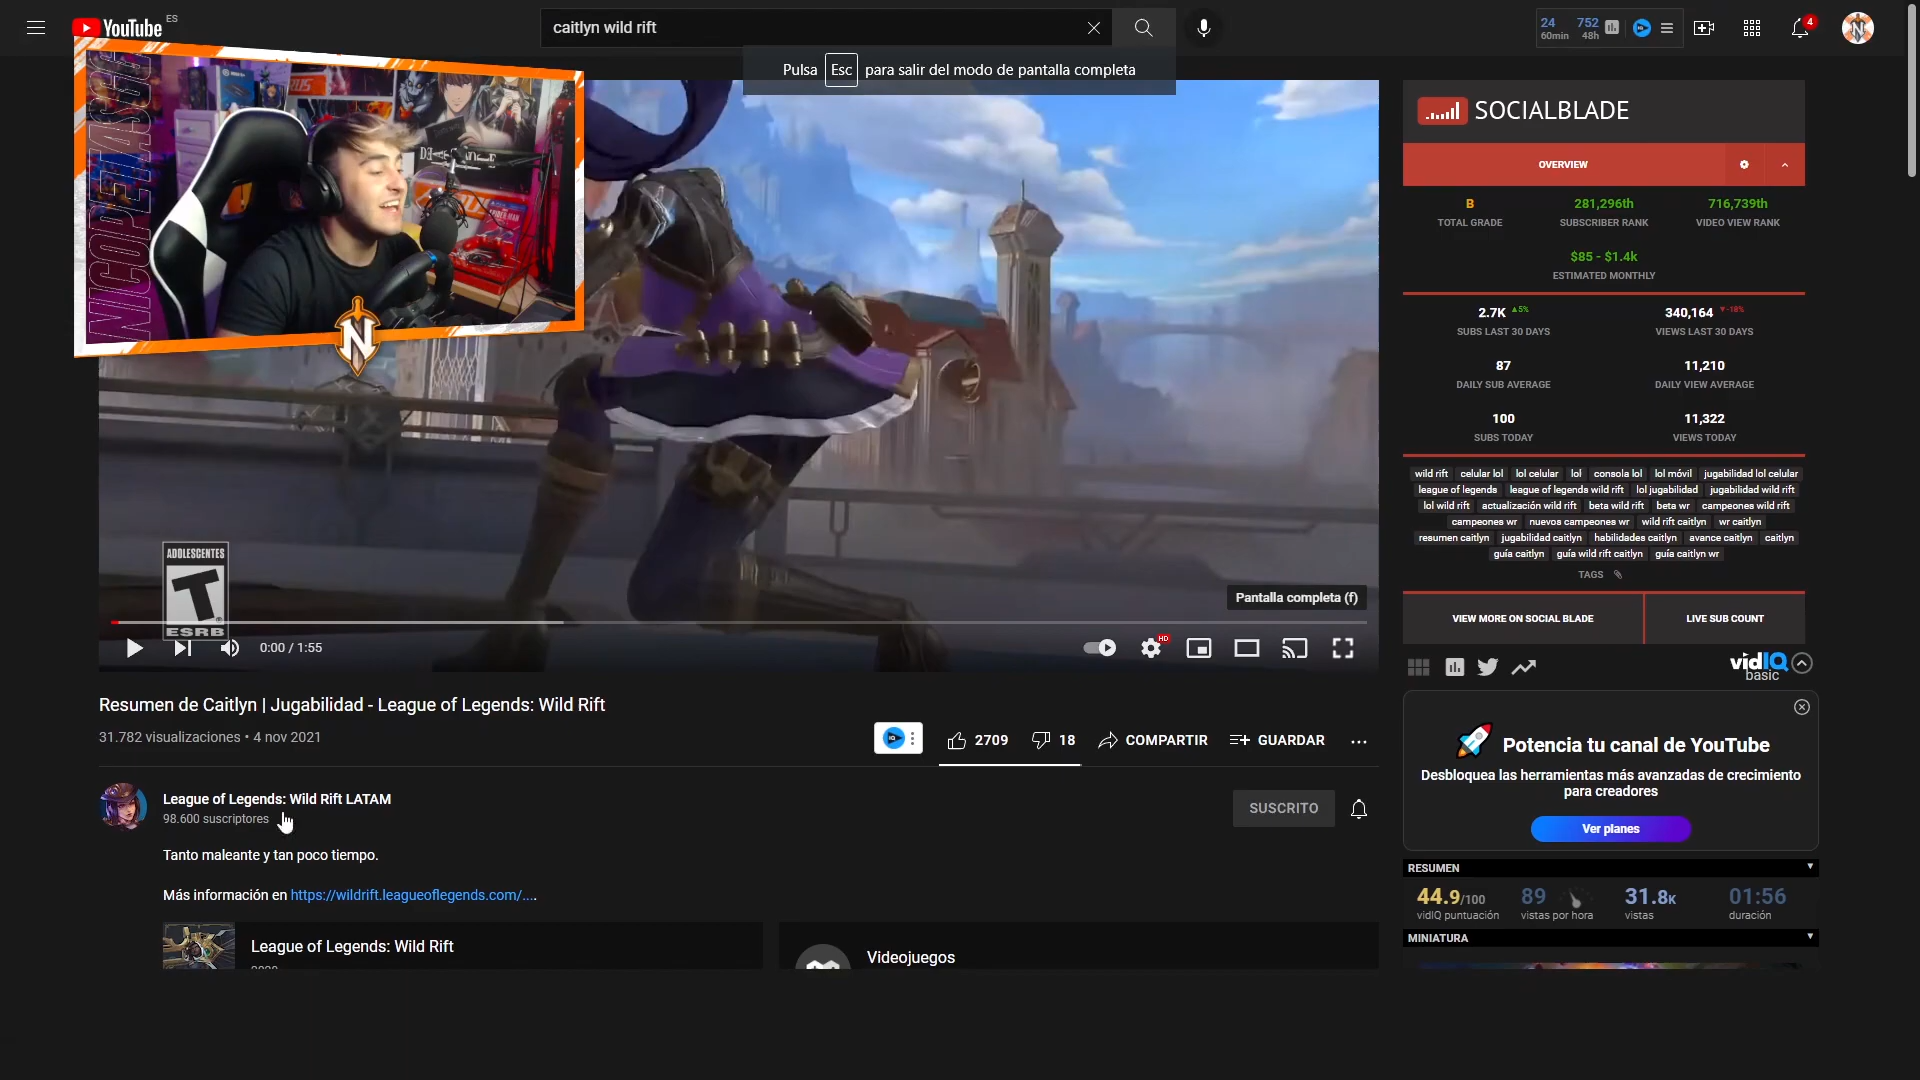 YouTube ES
caitlyn wild rift
24 60min 752 48h
4
Pulsa Esc para salir del modo de pantalla completa
NICOPETASCH
N
ADOLESCENTES
T
ESRB
Pantalla completa (f)
0:00 / 1:55
HD
Resumen de Caitlyn | Jugabilidad - League of Legends: Wild Rift
31.782 visualizaciones • 4 nov 2021
2709 18 COMPARTIR GUARDAR
League of Legends: Wild Rift LATAM
98.600 suscriptores
SUSCRITO
Tanto maleante y tan poco tiempo.
Más información en https://wildrift.leagueoflegends.com/....
League of Legends: Wild Rift
Videojuegos
SOCIALBLADE
OVERVIEW
B 281,296th 716,739th
TOTAL GRADE SUBSCRIBER RANK VIDEO VIEW RANK
$85 - $1.4k
ESTIMATED MONTHLY
2.7K ▲5% 340,164 ▼-18%
SUBS LAST 30 DAYS VIEWS LAST 30 DAYS
87 11,210
DAILY SUB AVERAGE DAILY VIEW AVERAGE
100 11,322
SUBS TODAY VIEWS TODAY
wild rift celular lol lol celular lol consola lol lol móvil jugabilidad lol celular
league of legends league of legends wild rift lol jugabilidad jugabilidad wild rift
lol wild rift actualización wild rift beta wild rift beta wr campeones wild rift
campeones wr nuevos campeones wr wild rift caitlyn wr caitlyn
resumen caitlyn jugabilidad caitlyn habilidades caitlyn avance caitlyn caitlyn
guía caitlyn guía wild rift caitlyn guía caitlyn wr
TAGS
VIEW MORE ON SOCIAL BLADE LIVE SUB COUNT
vidIQ
basic
Potencia tu canal de YouTube
Desbloquea las herramientas más avanzadas de crecimiento
para creadores
Ver planes
RESUMEN
44.9/100 89 31.8K 01:56
vidIQ puntuación vistas por hora vistas duración
MINIATURA